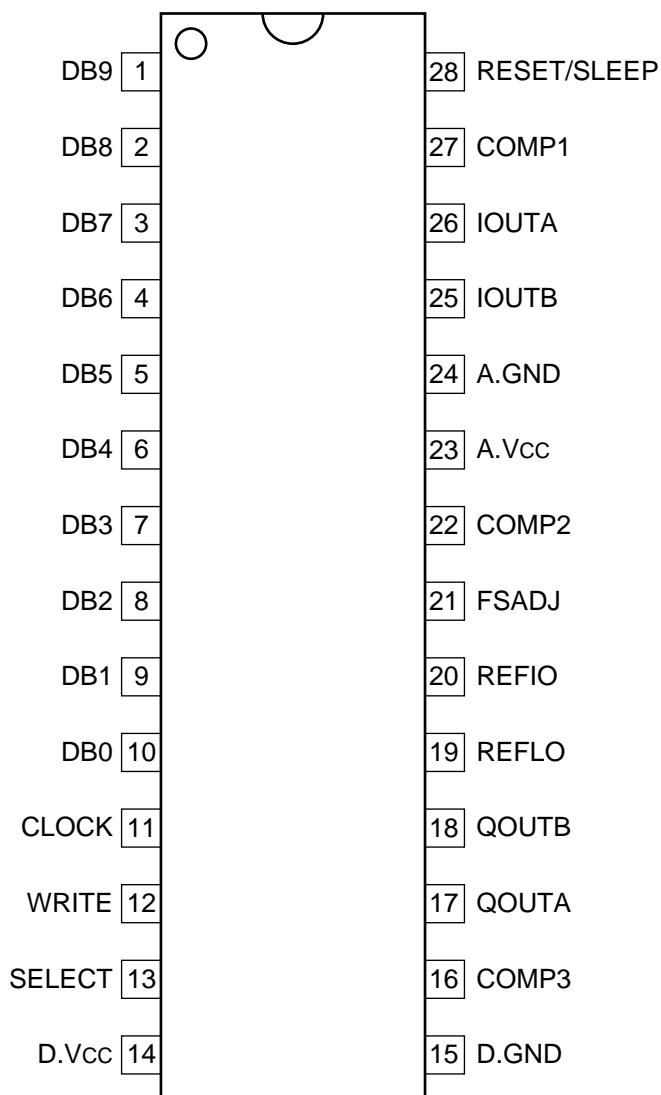 DB9 1 28 RESET/SLEEP
DB8 2 27 COMP1
DB7 3 26 IOUTA
DB6 4 25 IOUTB
DB5 5 24 A.GND
DB4 6 23 A.VCC
DB3 7 22 COMP2
DB2 8 21 FSADJ
DB1 9 20 REFIO
DB0 10 19 REFLO
CLOCK 11 18 QOUTB
WRITE 12 17 QOUTA
SELECT 13 16 COMP3
D.VCC 14 15 D.GND